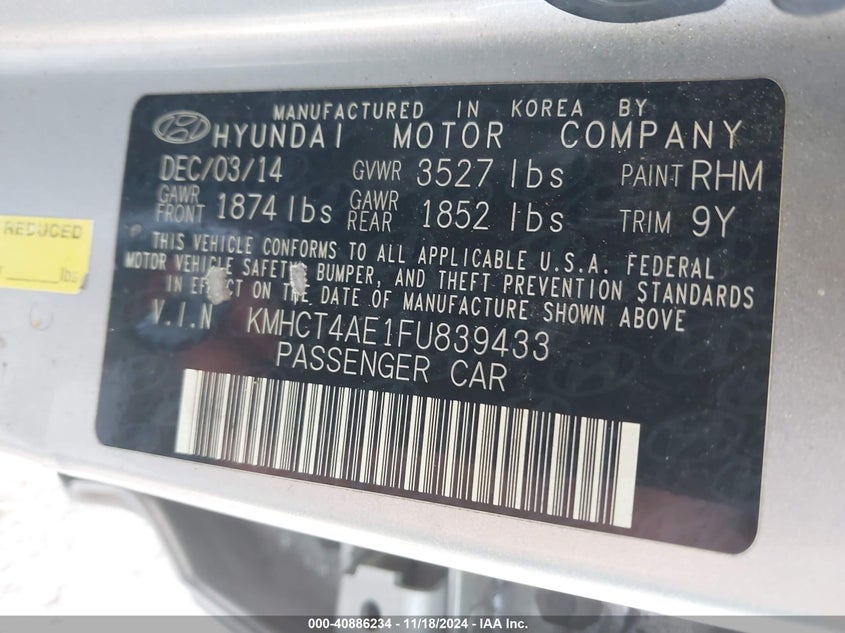 MANUFACTURED IN KOREA BY
HYUNDAI MOTOR COMPANY
DEC/03/14 GVWR 3527 lbs PAINT RHM
GAWR FRONT 1874 lbs GAWR REAR 1852 lbs TRIM 9Y
THIS VEHICLE CONFORMS TO ALL APPLICABLE U.S.A. FEDERAL
MOTOR VEHICLE SAFETY BUMPER, AND THEFT PREVENTION STANDARDS
IN EFFECT ON THE DATE OF MANUFACTURE SHOWN ABOVE
V.I.N KMHCT4AE1FU839433
PASSENGER CAR
REDUCED
lbs
000-40886234 - 11/18/2024 - IAA Inc.